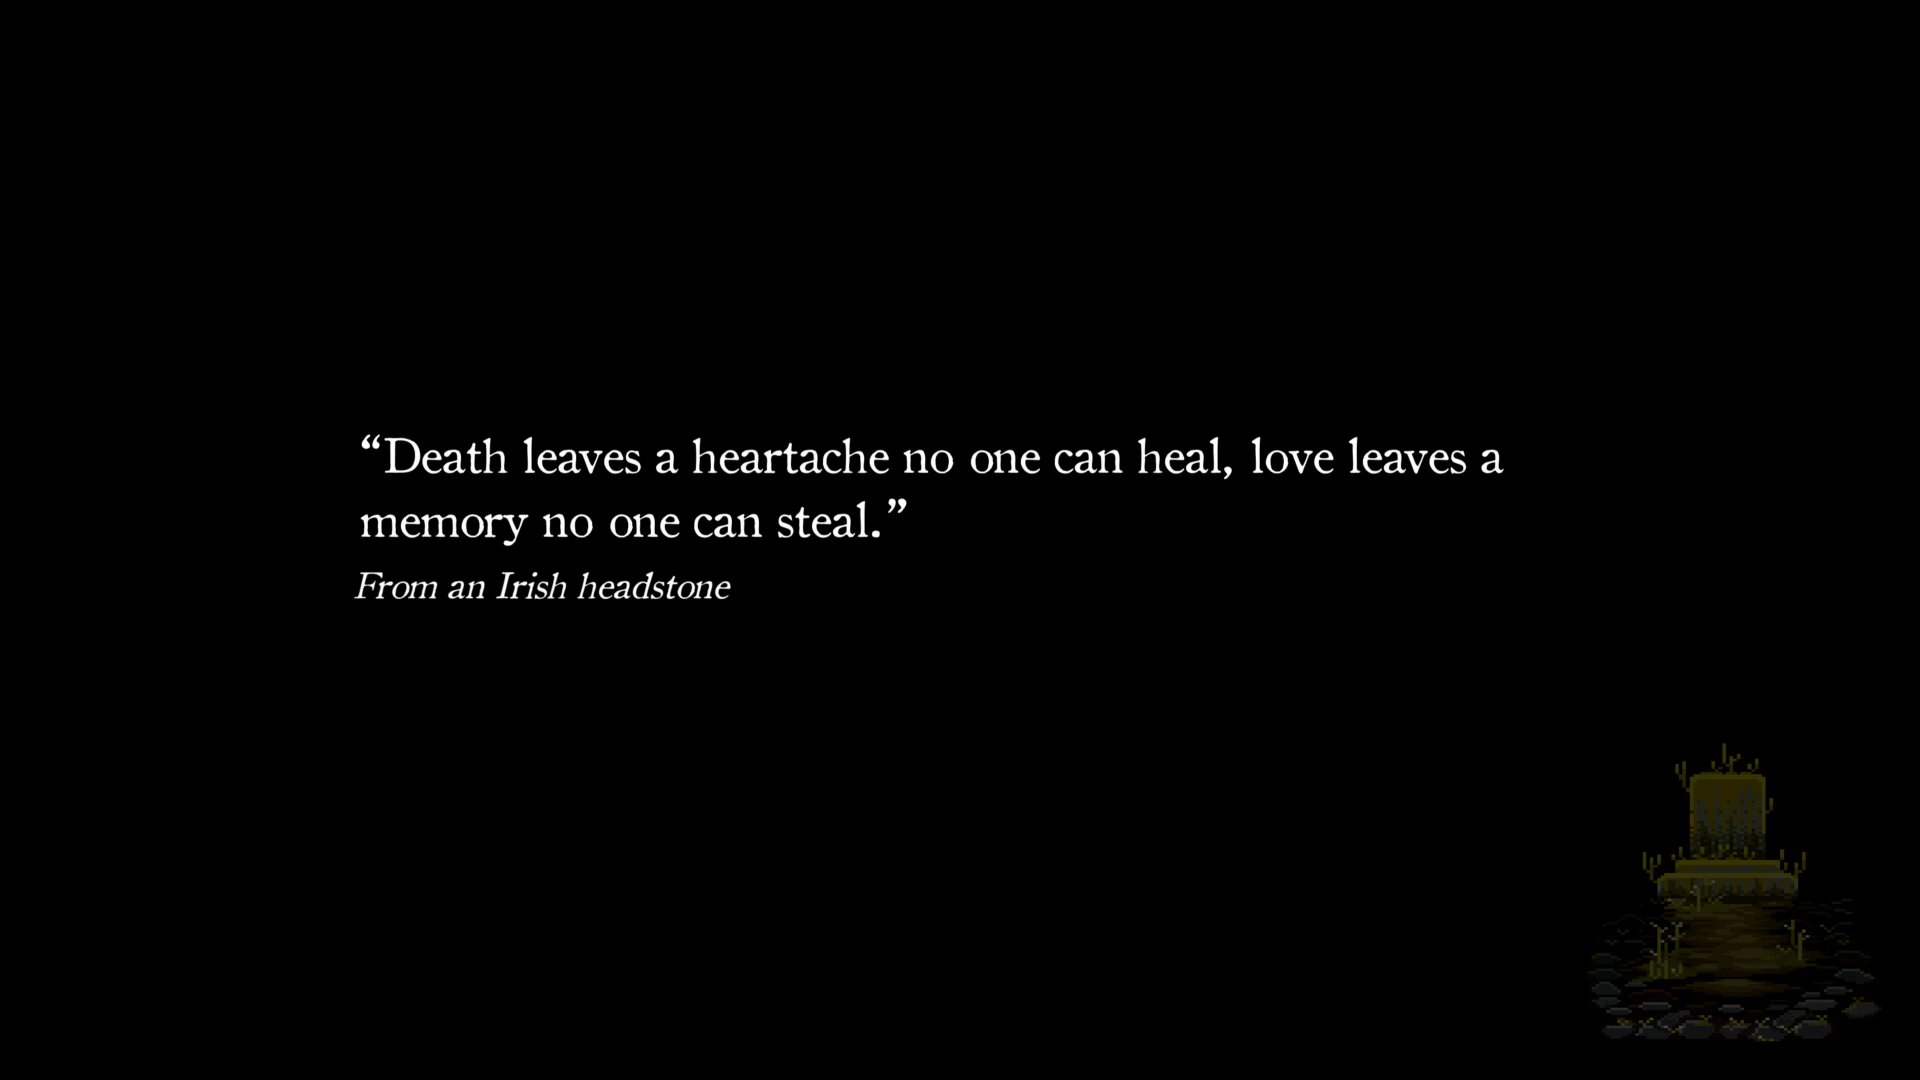 “Death leaves a heartache no one can heal, love leaves a
memory no one can steal.”
From an Irish headstone